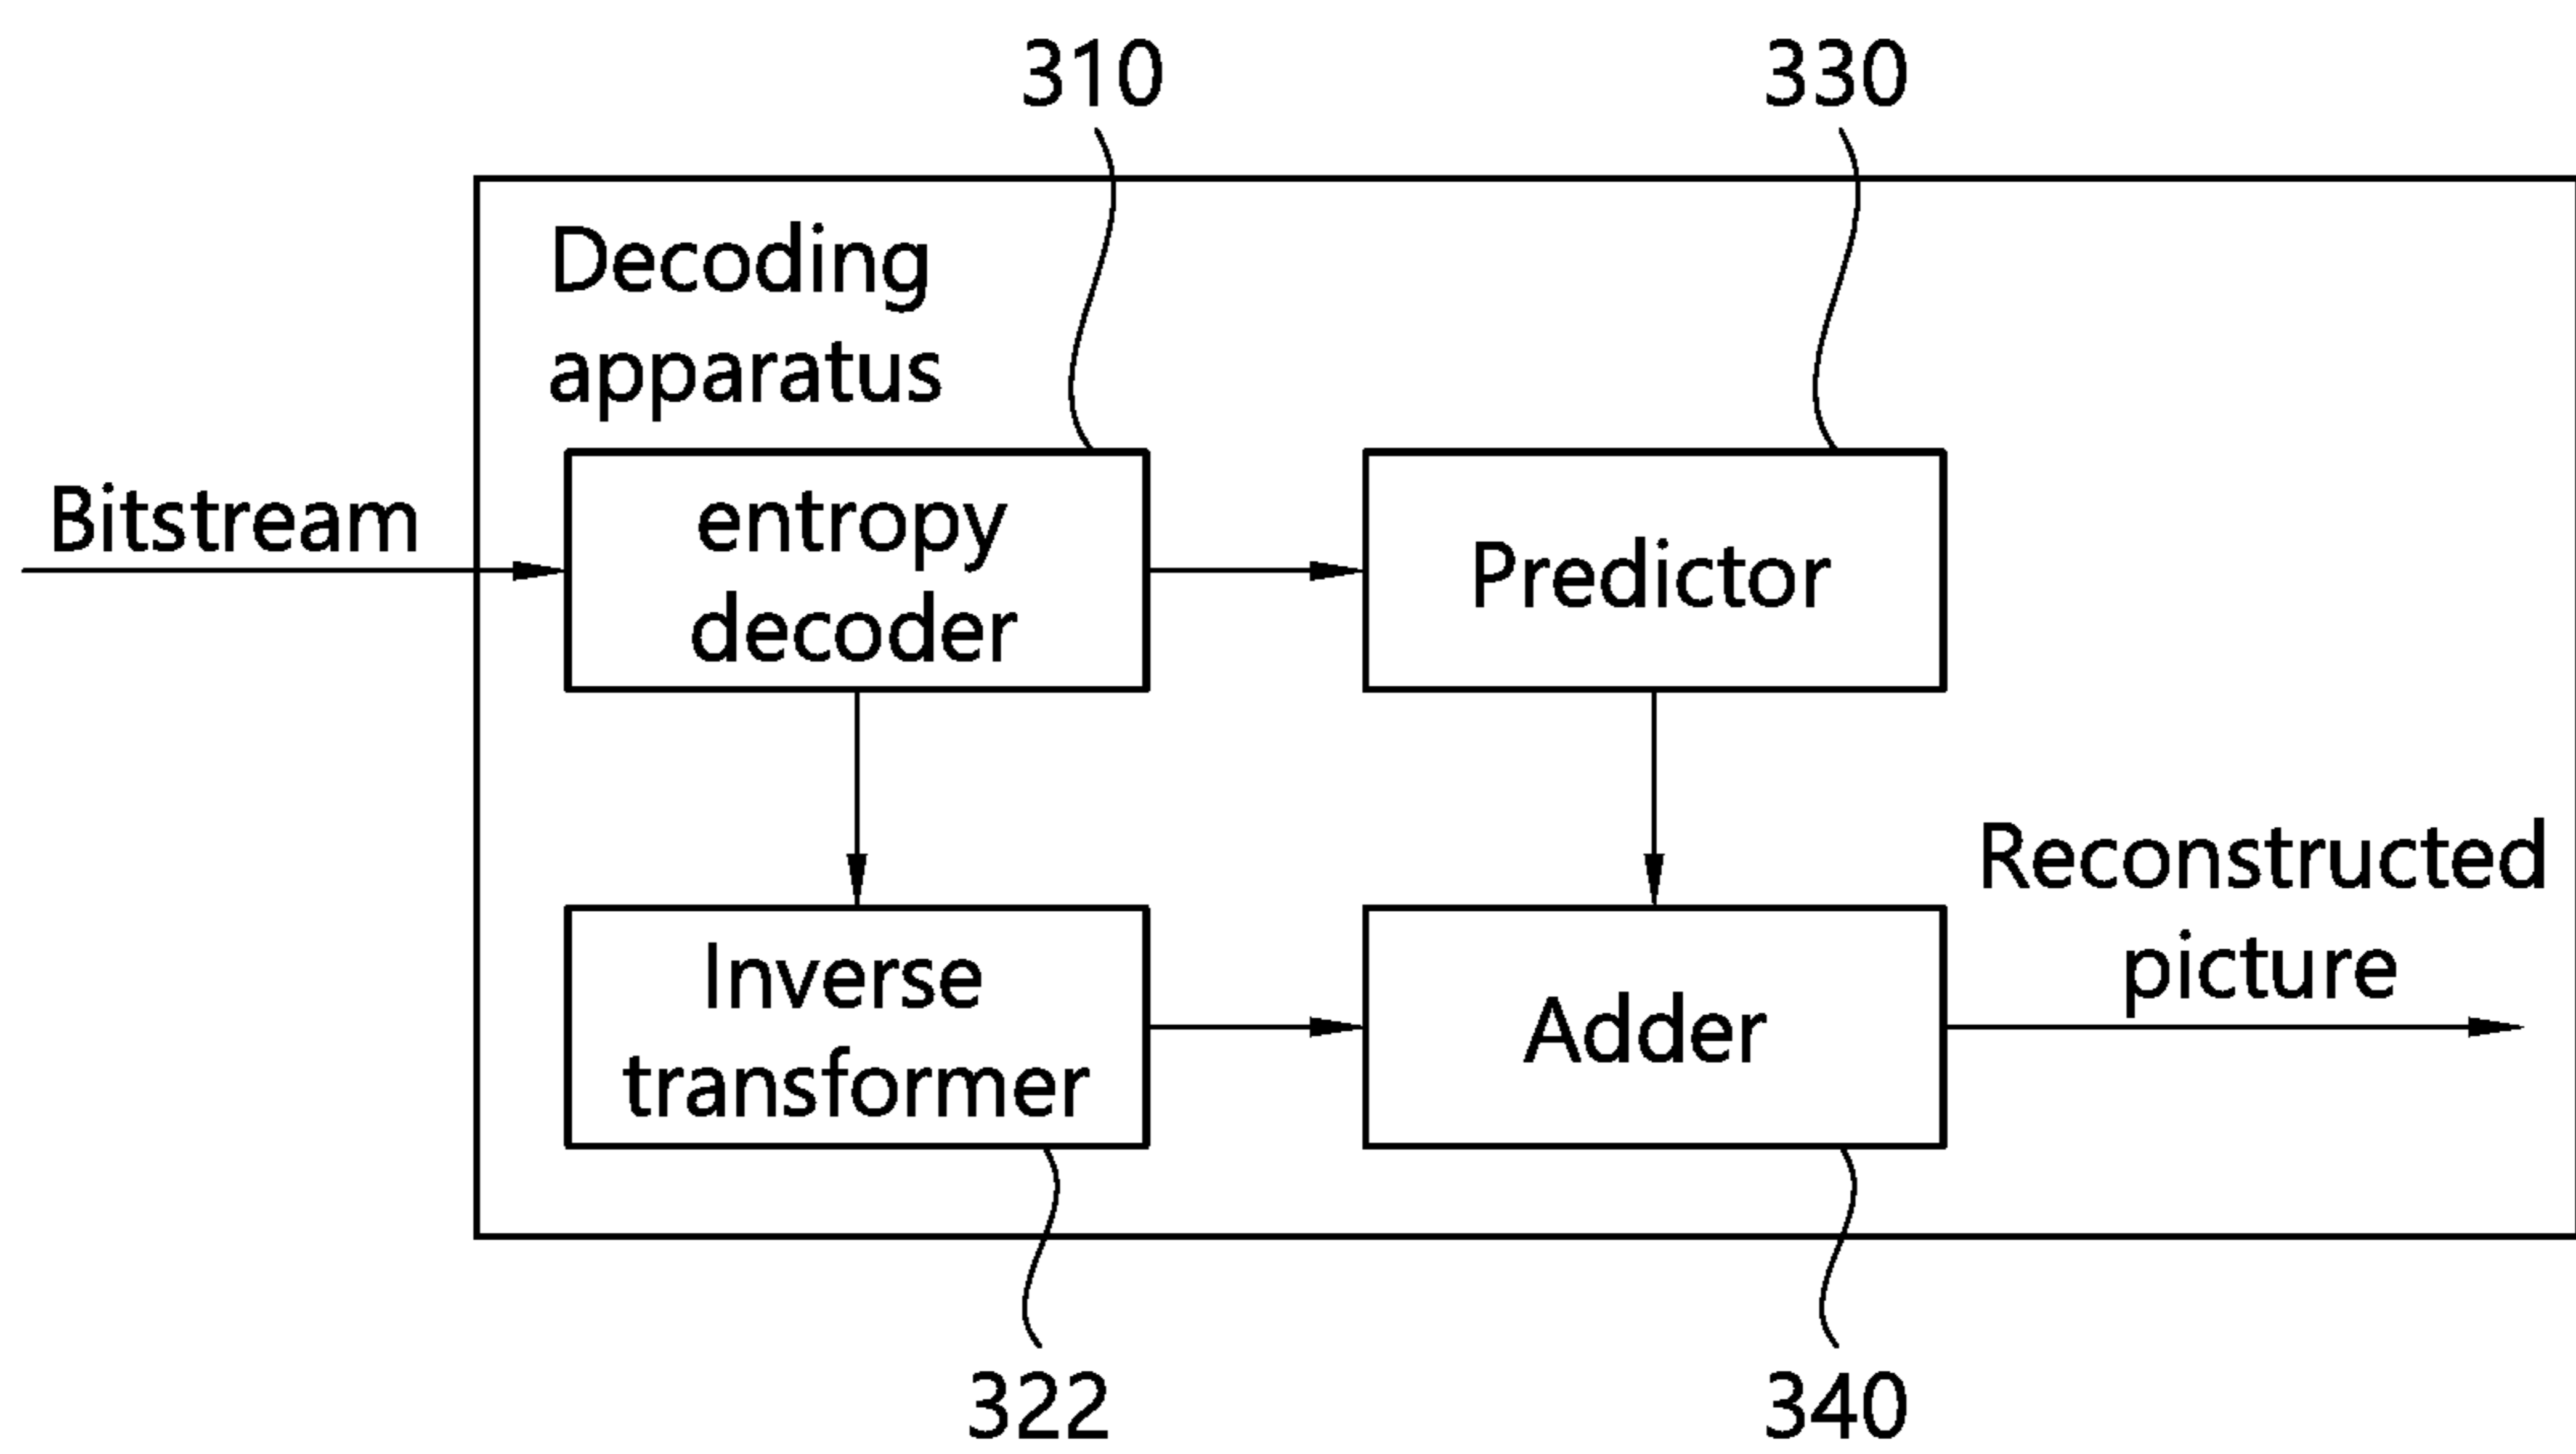 310
330
Decoding
apparatus
Bitstream
entropy
decoder
Predictor
Inverse
transformer
Adder
Reconstructed
picture
322
340